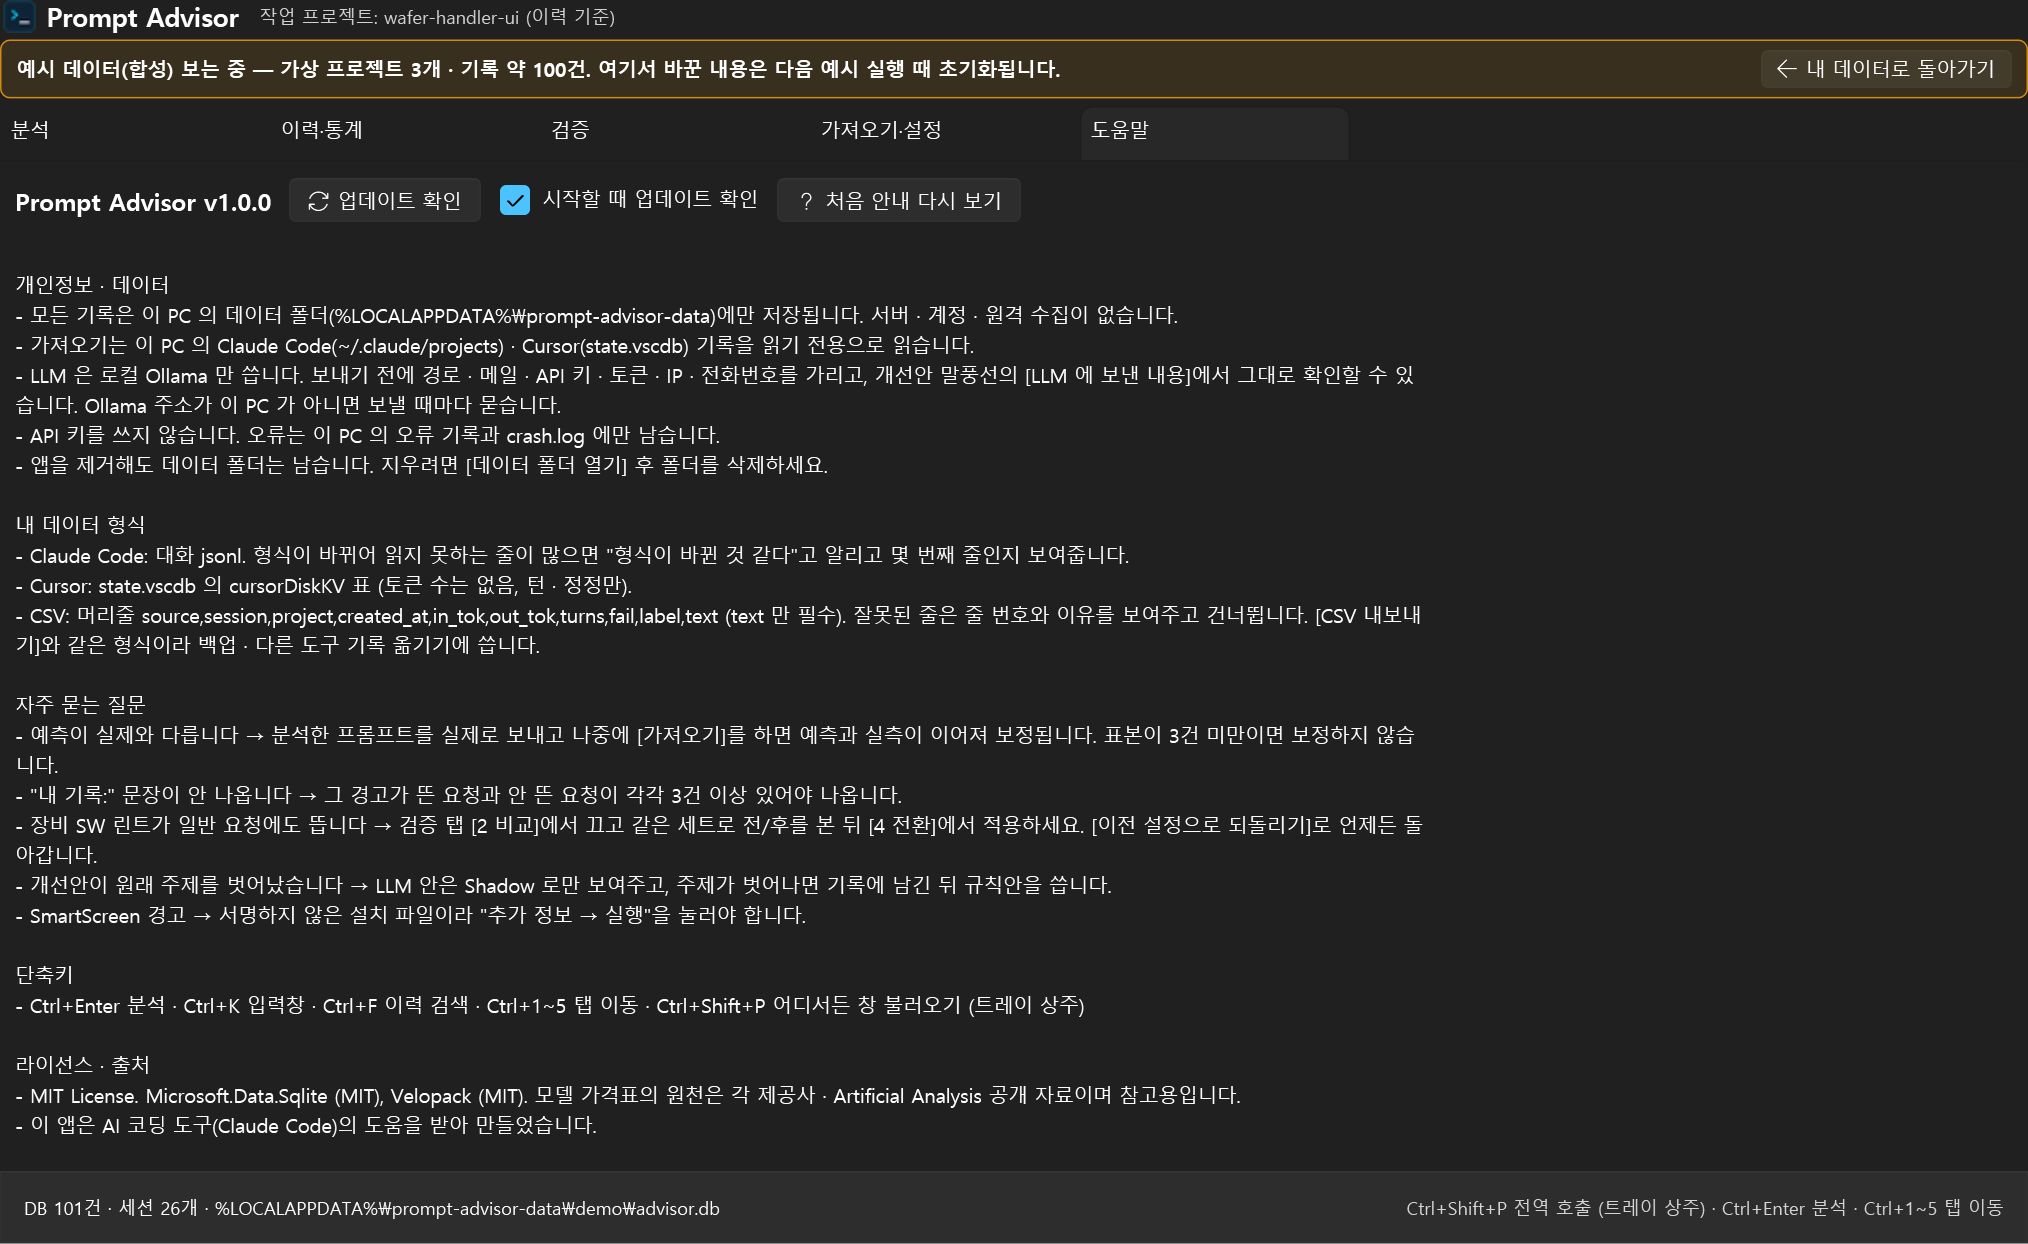 Prompt Advisor 작업 프로젝트: wafer-handler-ui (이력 기준)
예시 데이터(합성) 보는 중 — 가상 프로젝트 3개 · 기록 약 100건. 여기서 바꾼 내용은 다음 예시 실행 때 초기화됩니다. ← 내 데이터로 돌아가기
분석 이력·통계 검증 가져오기·설정 도움말
Prompt Advisor v1.0.0 업데이트 확인 시작할 때 업데이트 확인 ? 처음 안내 다시 보기
개인정보 · 데이터
- 모든 기록은 이 PC 의 데이터 폴더(%LOCALAPPDATA%₩prompt-advisor-data)에만 저장됩니다. 서버 · 계정 · 원격 수집이 없습니다.
- 가져오기는 이 PC 의 Claude Code(~/.claude/projects) · Cursor(state.vscdb) 기록을 읽기 전용으로 읽습니다.
- LLM 은 로컬 Ollama 만 씁니다. 보내기 전에 경로 · 메일 · API 키 · 토큰 · IP · 전화번호를 가리고, 개선안 말풍선의 [LLM 에 보낸 내용]에서 그대로 확인할 수 있
습니다. Ollama 주소가 이 PC 가 아니면 보낼 때마다 묻습니다.
- API 키를 쓰지 않습니다. 오류는 이 PC 의 오류 기록과 crash.log 에만 남습니다.
- 앱을 제거해도 데이터 폴더는 남습니다. 지우려면 [데이터 폴더 열기] 후 폴더를 삭제하세요.
내 데이터 형식
- Claude Code: 대화 jsonl. 형식이 바뀌어 읽지 못하는 줄이 많으면 "형식이 바뀐 것 같다"고 알리고 몇 번째 줄인지 보여줍니다.
- Cursor: state.vscdb 의 cursorDiskKV 표 (토큰 수는 없음, 턴 · 정정만).
- CSV: 머리줄 source,session,project,created_at,in_tok,out_tok,turns,fail,label,text (text 만 필수). 잘못된 줄은 줄 번호와 이유를 보여주고 건너뜁니다. [CSV 내보내
기]와 같은 형식이라 백업 · 다른 도구 기록 옮기기에 씁니다.
자주 묻는 질문
- 예측이 실제와 다릅니다 → 분석한 프롬프트를 실제로 보내고 나중에 [가져오기]를 하면 예측과 실측이 이어져 보정됩니다. 표본이 3건 미만이면 보정하지 않습
니다.
- "내 기록:" 문장이 안 나옵니다 → 그 경고가 뜬 요청과 안 뜬 요청이 각각 3건 이상 있어야 나옵니다.
- 장비 SW 린트가 일반 요청에도 뜹니다 → 검증 탭 [2 비교]에서 끄고 같은 세트로 전/후를 본 뒤 [4 전환]에서 적용하세요. [이전 설정으로 되돌리기]로 언제든 돌
아갑니다.
- 개선안이 원래 주제를 벗어났습니다 → LLM 안은 Shadow 로만 보여주고, 주제가 벗어나면 기록에 남긴 뒤 규칙안을 씁니다.
- SmartScreen 경고 → 서명하지 않은 설치 파일이라 "추가 정보 → 실행"을 눌러야 합니다.
단축키
- Ctrl+Enter 분석 · Ctrl+K 입력창 · Ctrl+F 이력 검색 · Ctrl+1~5 탭 이동 · Ctrl+Shift+P 어디서든 창 불러오기 (트레이 상주)
라이선스 · 출처
- MIT License. Microsoft.Data.Sqlite (MIT), Velopack (MIT). 모델 가격표의 원천은 각 제공사 · Artificial Analysis 공개 자료이며 참고용입니다.
- 이 앱은 AI 코딩 도구(Claude Code)의 도움을 받아 만들었습니다.
DB 101건 · 세션 26개 · %LOCALAPPDATA%₩prompt-advisor-data₩demo₩advisor.db Ctrl+Shift+P 전역 호출 (트레이 상주) · Ctrl+Enter 분석 · Ctrl+1~5 탭 이동